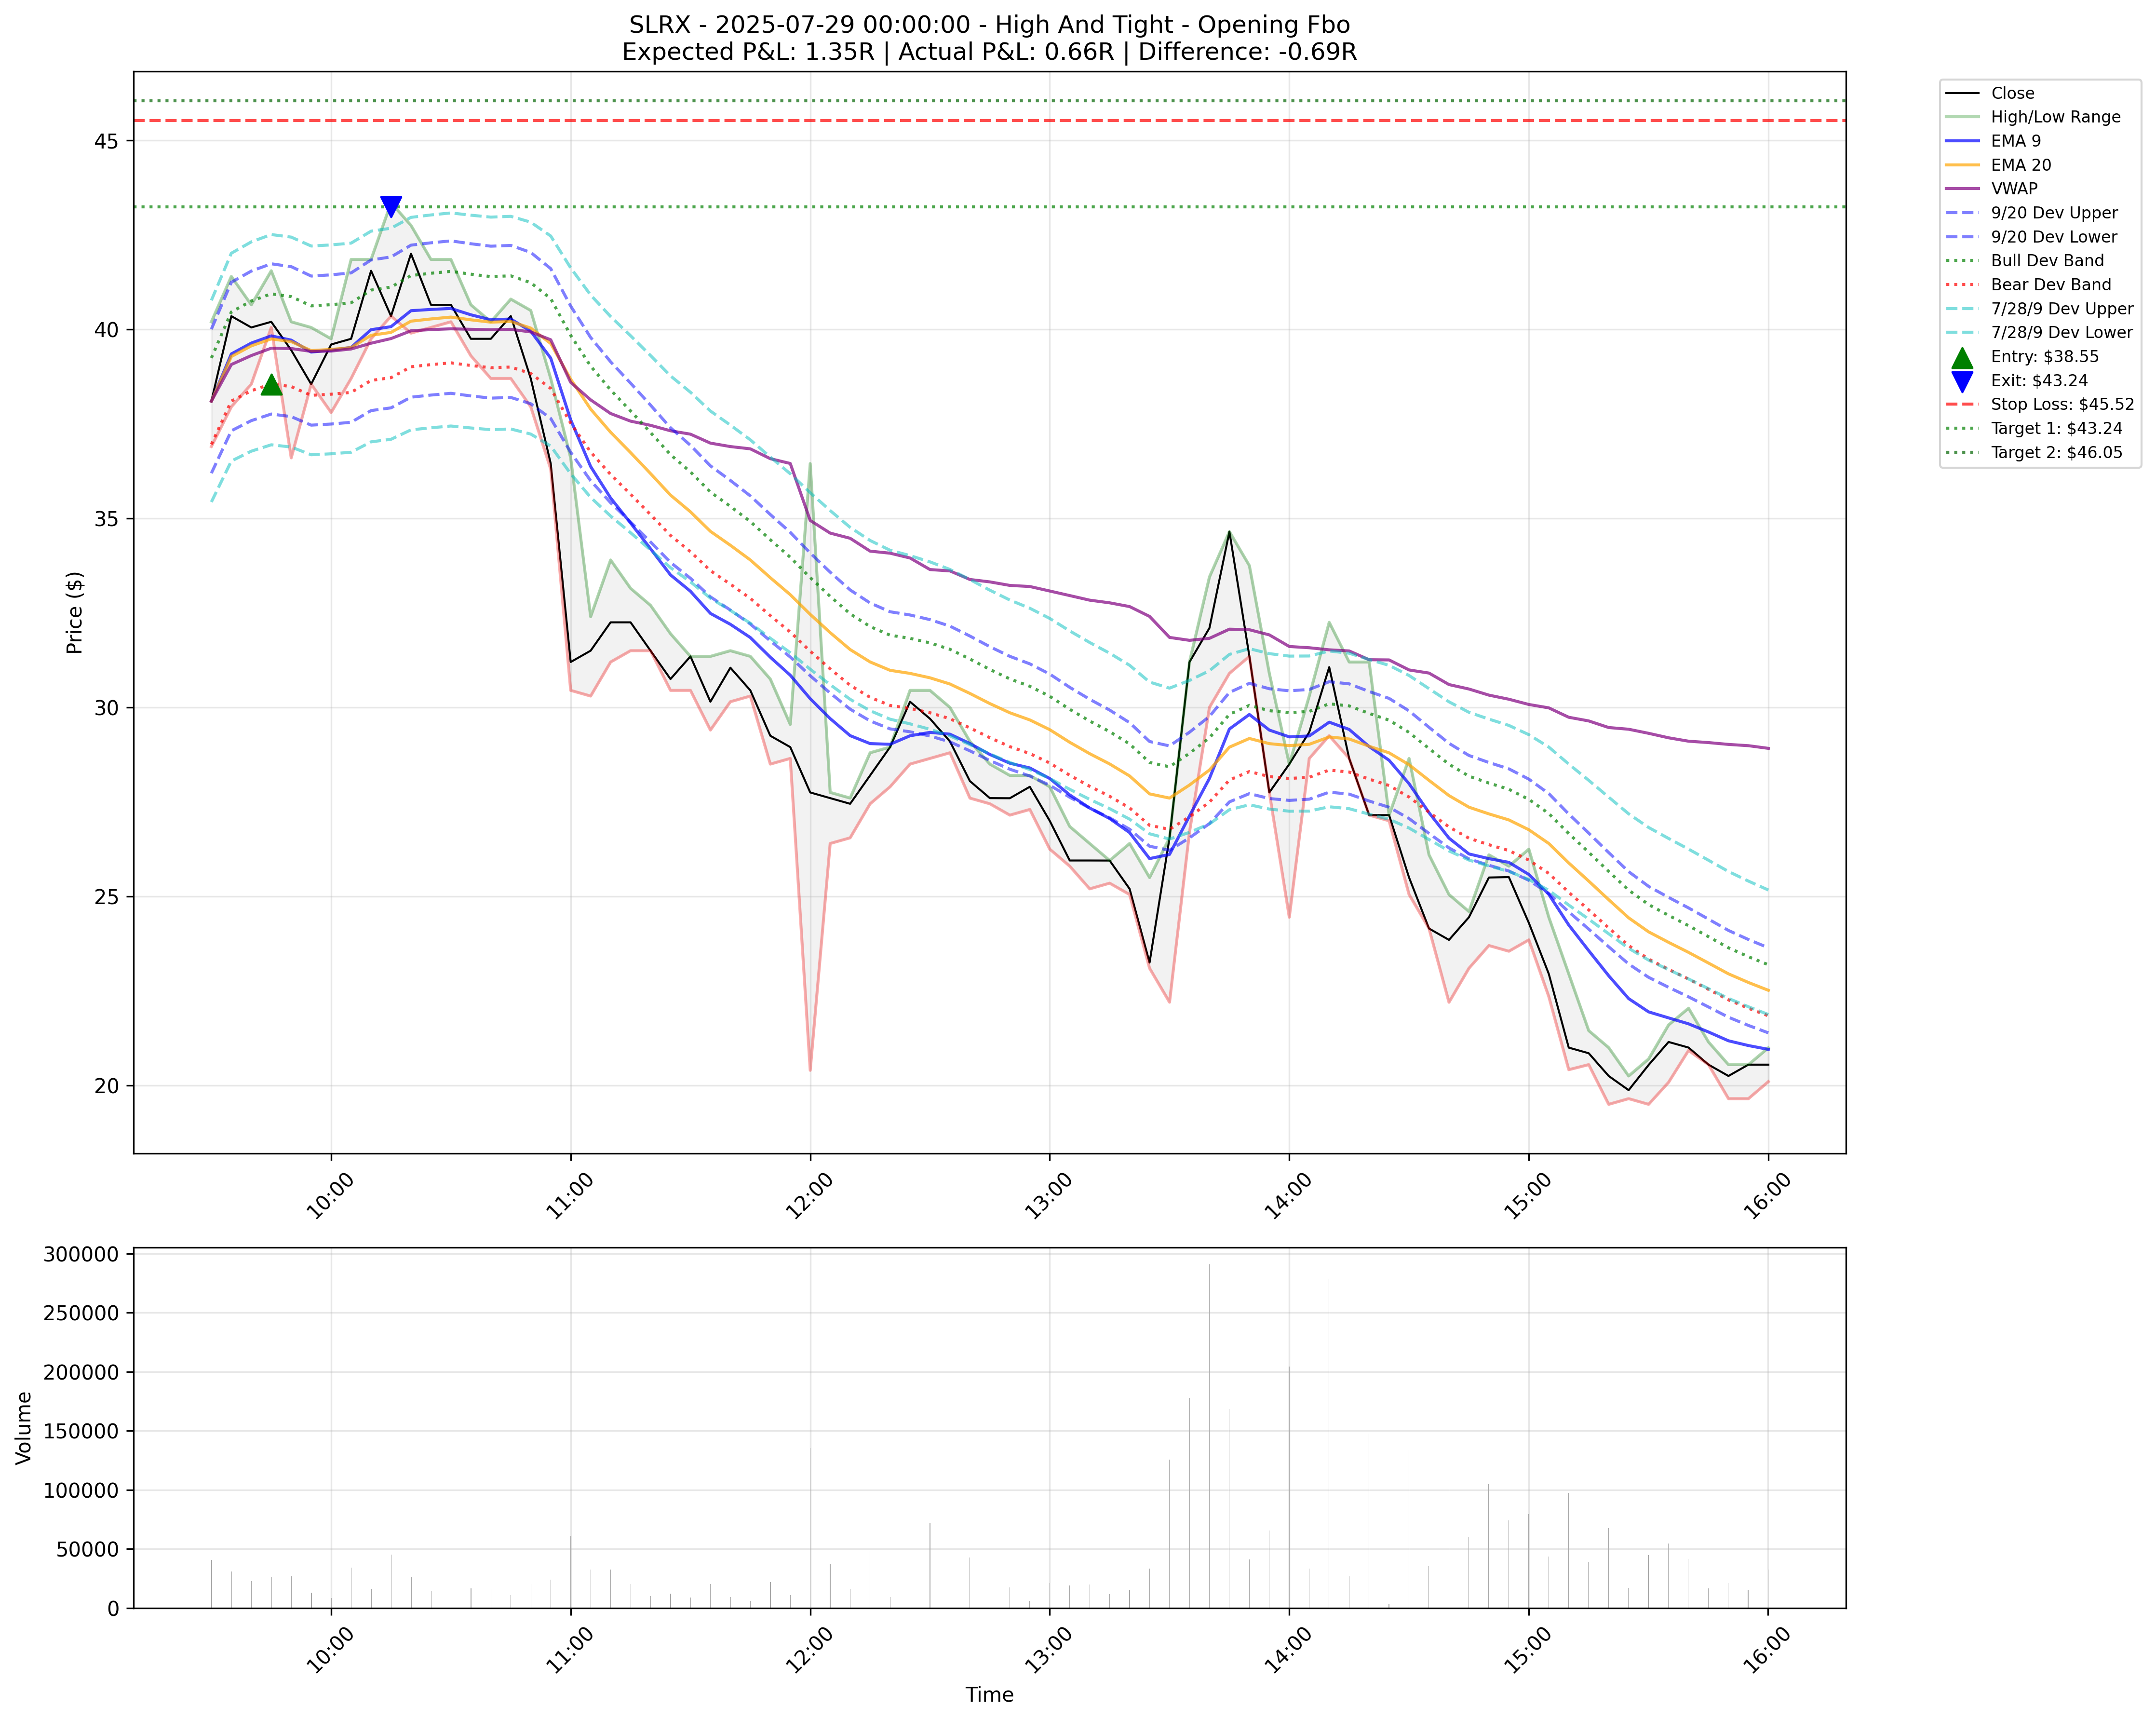 SLRX - 2025-07-29 00:00:00 - High And Tight - Opening Fbo
Expected P&L: 1.35R | Actual P&L: 0.66R | Difference: -0.69R
Price ($)
45
40
35
30
25
20
10:00
11:00
12:00
13:00
14:00
15:00
16:00
Close
High/Low Range
EMA 9
EMA 20
VWAP
9/20 Dev Upper
9/20 Dev Lower
Bull Dev Band
Bear Dev Band
7/28/9 Dev Upper
7/28/9 Dev Lower
Entry: $38.55
Exit: $43.24
Stop Loss: $45.52
Target 1: $43.24
Target 2: $46.05
Volume
300000
250000
200000
150000
100000
50000
0
10:00
11:00
12:00
13:00
14:00
15:00
16:00
Time